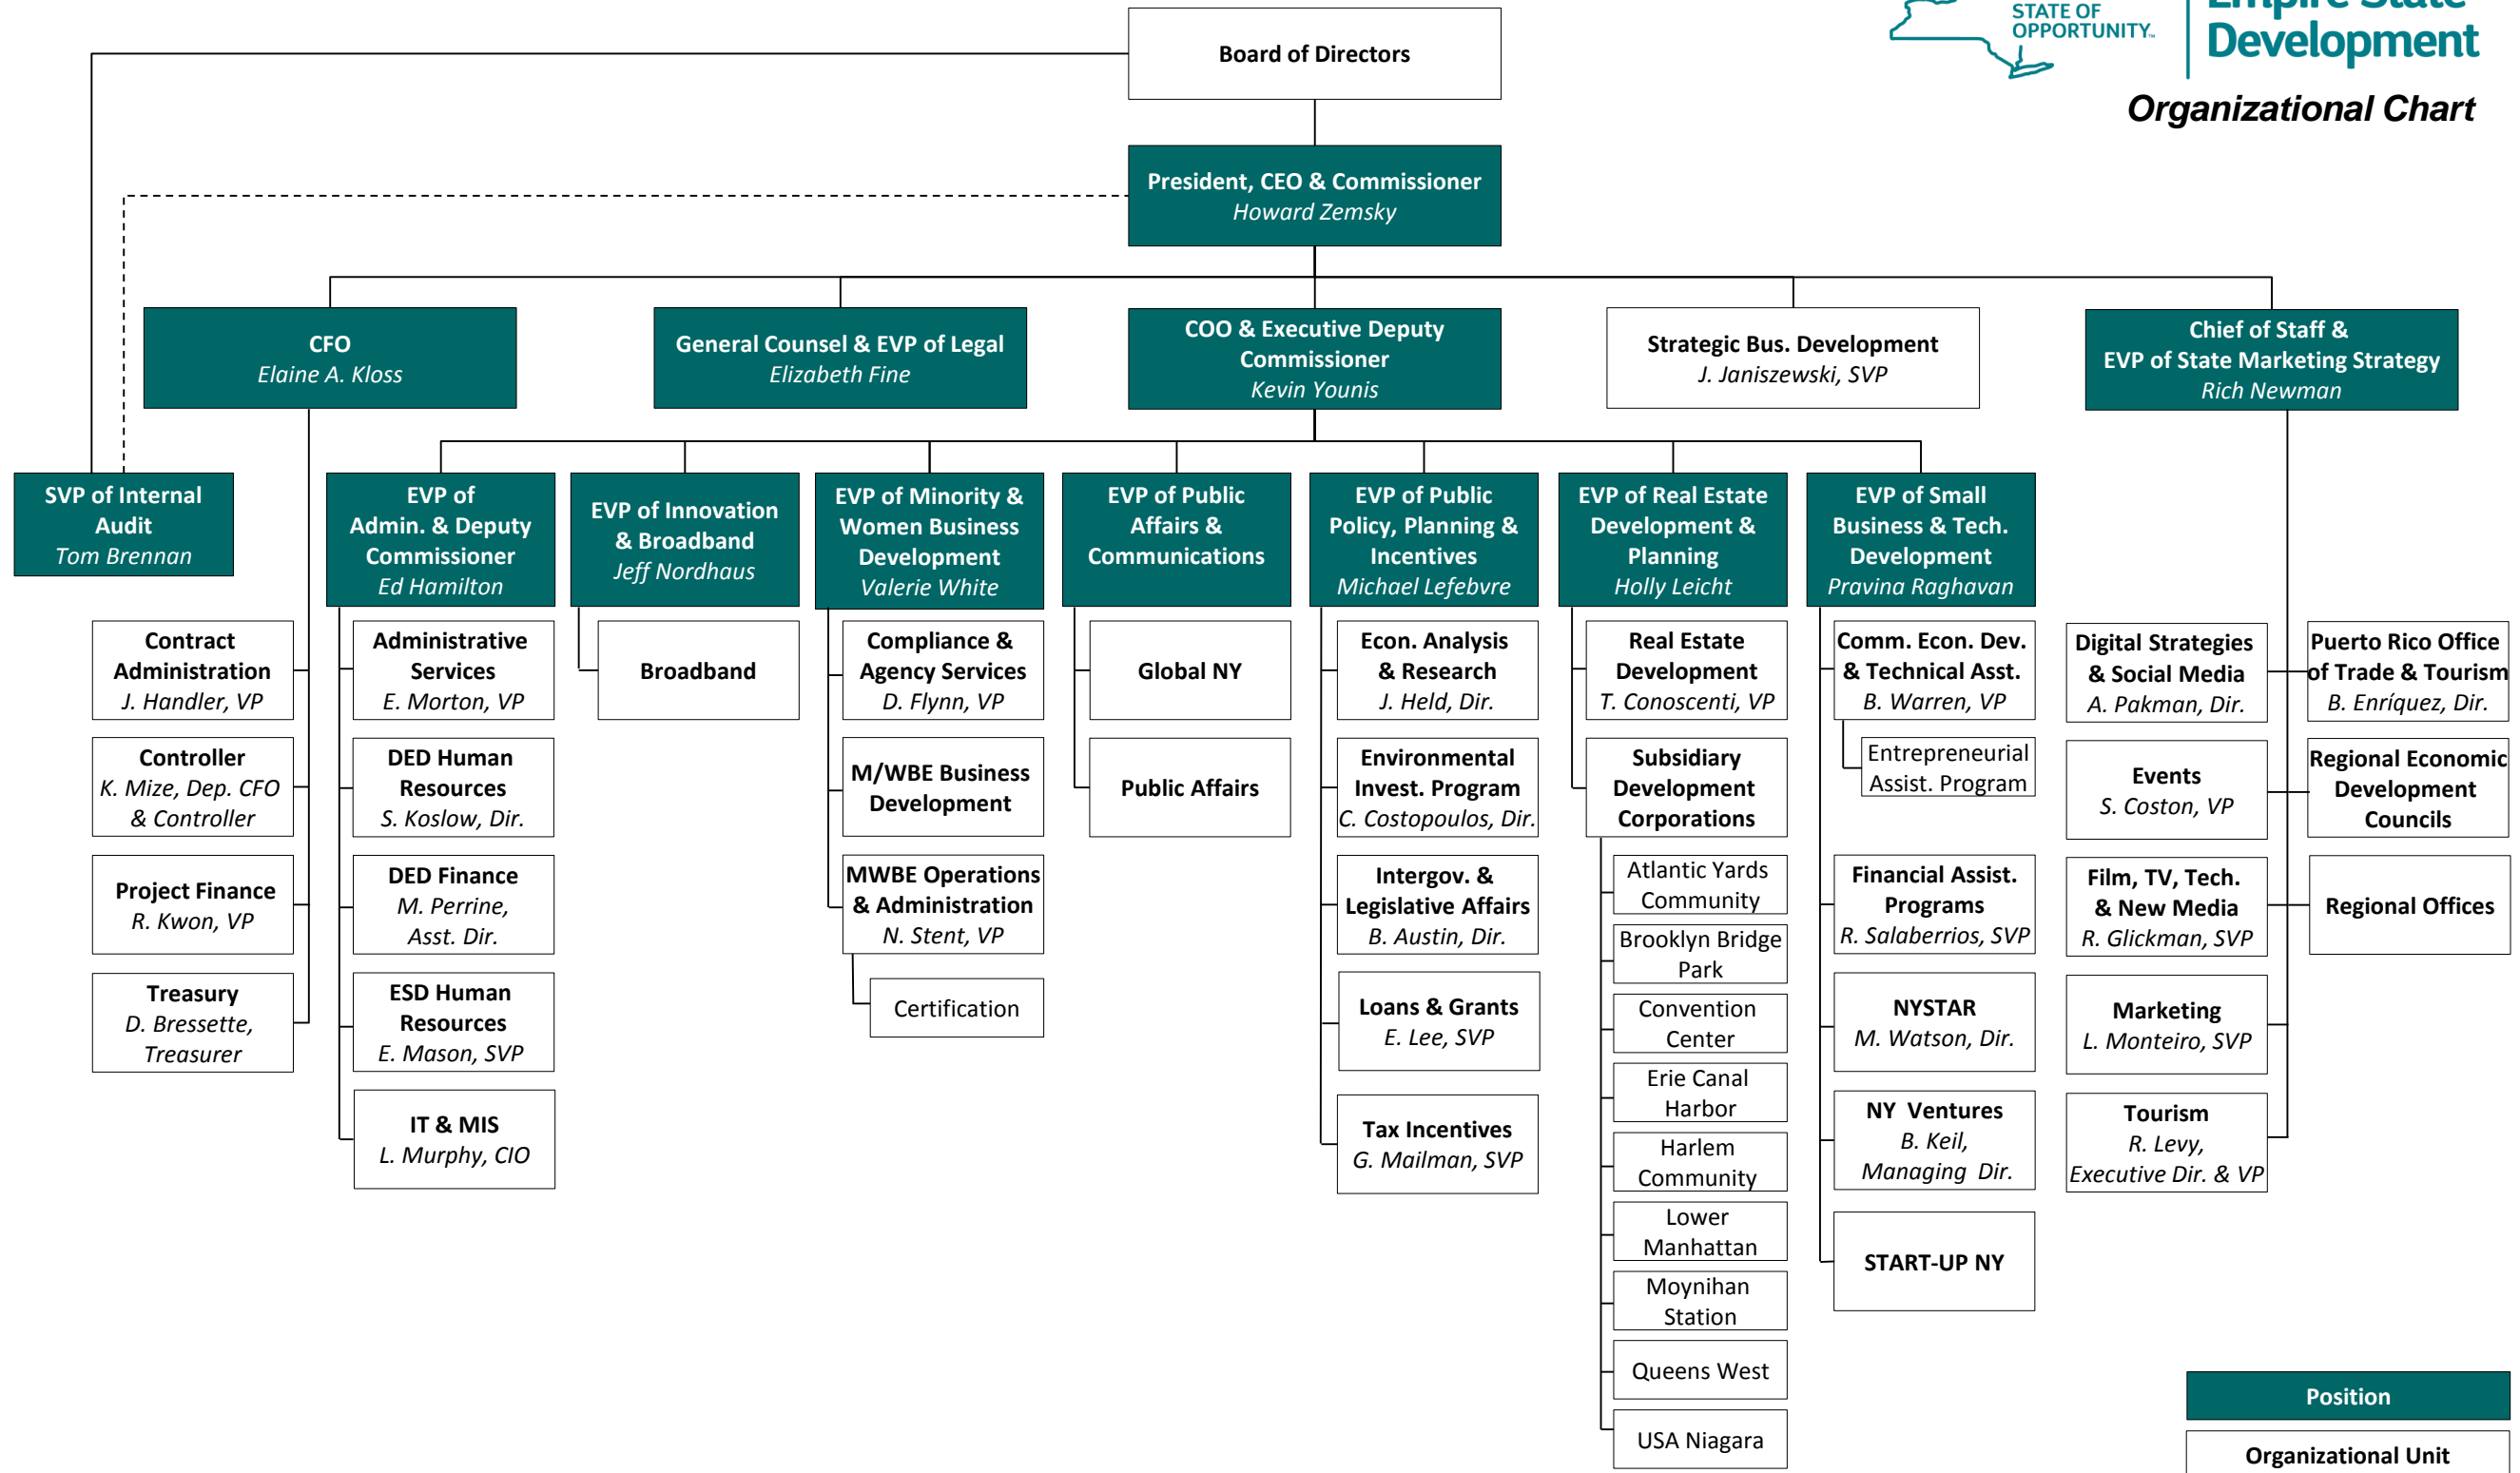 STATE OF
OPPORTUNITY™
Empire State
Development
Organizational Chart
Board of Directors
President, CEO & Commissioner
Howard Zemsky
CFO
Elaine A. Kloss
General Counsel & EVP of Legal
Elizabeth Fine
COO & Executive Deputy
Commissioner
Kevin Younis
Strategic Bus. Development
J. Janiszewski, SVP
Chief of Staff &
EVP of State Marketing Strategy
Rich Newman
SVP of Internal
Audit
Tom Brennan
EVP of
Admin. & Deputy
Commissioner
Ed Hamilton
EVP of Innovation
& Broadband
Jeff Nordhaus
EVP of Minority &
Women Business
Development
Valerie White
EVP of Public
Affairs &
Communications
EVP of Public
Policy, Planning &
Incentives
Michael Lefebvre
EVP of Real Estate
Development &
Planning
Holly Leicht
EVP of Small
Business & Tech.
Development
Pravina Raghavan
Contract
Administration
J. Handler, VP
Controller
K. Mize, Dep. CFO
& Controller
Project Finance
R. Kwon, VP
Treasury
D. Bressette,
Treasurer
Administrative
Services
E. Morton, VP
DED Human
Resources
S. Koslow, Dir.
DED Finance
M. Perrine,
Asst. Dir.
ESD Human
Resources
E. Mason, SVP
IT & MIS
L. Murphy, CIO
Broadband
Compliance &
Agency Services
D. Flynn, VP
M/WBE Business
Development
MWBE Operations
& Administration
N. Stent, VP
Certification
Global NY
Public Affairs
Econ. Analysis
& Research
J. Held, Dir.
Environmental
Invest. Program
C. Costopoulos, Dir.
Intergov. &
Legislative Affairs
B. Austin, Dir.
Loans & Grants
E. Lee, SVP
Tax Incentives
G. Mailman, SVP
Real Estate
Development
T. Conoscenti, VP
Subsidiary
Development
Corporations
Atlantic Yards
Community
Brooklyn Bridge
Park
Convention
Center
Erie Canal
Harbor
Harlem
Community
Lower
Manhattan
Moynihan
Station
Queens West
USA Niagara
Comm. Econ. Dev.
& Technical Asst.
B. Warren, VP
Entrepreneurial
Assist. Program
Financial Assist.
Programs
R. Salaberrios, SVP
NYSTAR
M. Watson, Dir.
NY Ventures
B. Keil,
Managing Dir.
START-UP NY
Digital Strategies
& Social Media
A. Pakman, Dir.
Events
S. Coston, VP
Film, TV, Tech.
& New Media
R. Glickman, SVP
Marketing
L. Monteiro, SVP
Tourism
R. Levy,
Executive Dir. & VP
Puerto Rico Office
of Trade & Tourism
B. Enríquez, Dir.
Regional Economic
Development
Councils
Regional Offices
Position
Organizational Unit